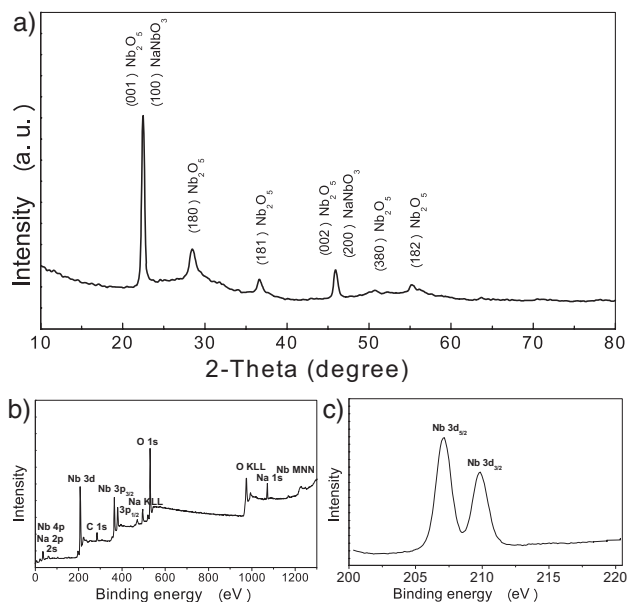 a)
(001) Nb₂O₅
(100) NaNbO₃
(180) Nb₂O₅
(181) Nb₂O₅
(002) Nb₂O₅
(200) NaNbO₃
(380) Nb₂O₅
(182) Nb₂O₅
Intensity (a. u.)
10 20 30 40 50 60 70 80
2-Theta (degree)
b)
O 1s
Nb 3d
Nb 3p₃/₂
3p₁/₂
Na KLL
O KLL
Na 1s
Nb MNN
Nb 4p
Na 2p
2s
C 1s
Intensity
0 200 400 600 800 1000 1200
Binding energy (eV)
c)
Nb 3d₅/₂
Nb 3d₃/₂
Intensity
200 205 210 215 220
Binding energy (eV)